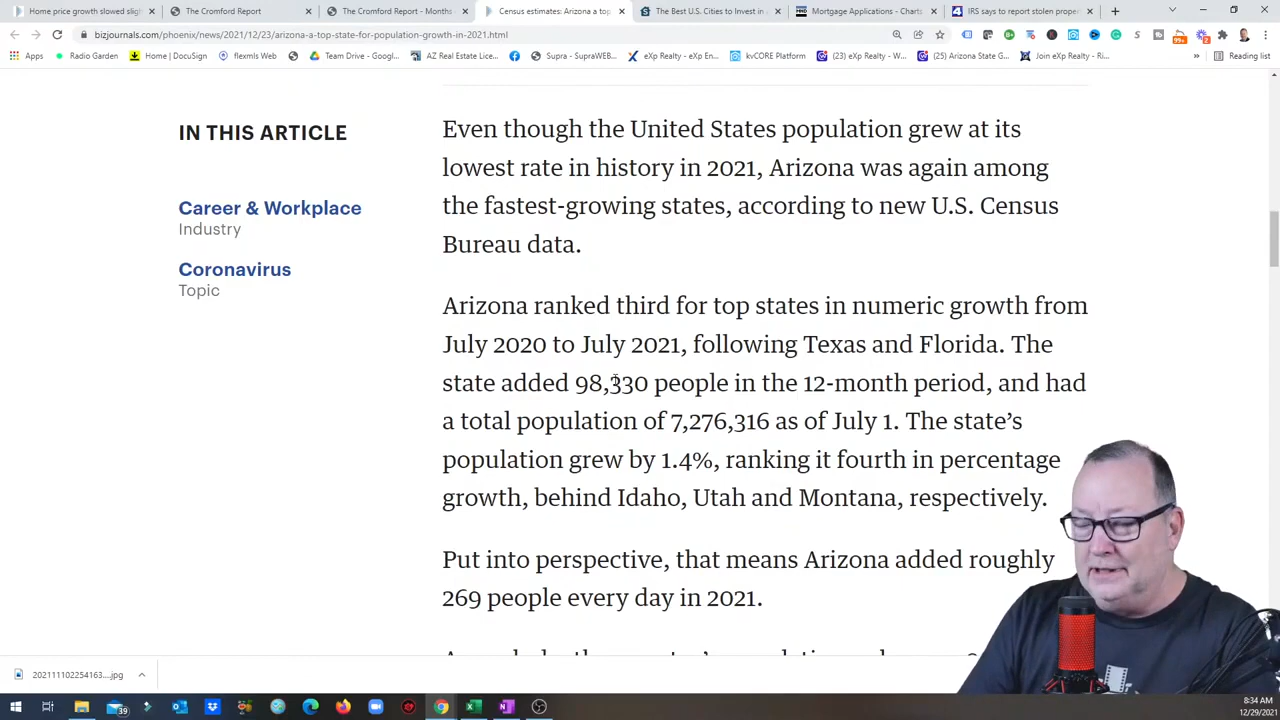 Home price growth slowed sligh
The Cromford Report
The Cromford Report - Months
Census estimates: Arizona a top
The Best U.S. Cities to Invest in
Mortgage Applications - Charts
IRS says to report stolen proper
bizjournals.com/phoenix/news/2021/12/23/arizona-a-top-state-for-population-growth-in-2021.html
Apps
Radio Garden
Home | DocuSign
flexmls Web
Team Drive - Googl...
AZ Real Estate Lice...
Supra - SupraWEB...
eXp Realty - eXp En...
kvCORE Platform
(23) eXp Realty - W...
(25) Arizona State G...
Join eXp Realty - Ri...
»
Reading list
IN THIS ARTICLE
Career & Workplace
Industry
Coronavirus
Topic
Even though the United States population grew at its
lowest rate in history in 2021, Arizona was again among
the fastest-growing states, according to new U.S. Census
Bureau data.
Arizona ranked third for top states in numeric growth from
July 2020 to July 2021, following Texas and Florida. The
state added 98,330 people in the 12-month period, and had
a total population of 7,276,316 as of July 1. The state's
population grew by 1.4%, ranking it fourth in percentage
growth, behind Idaho, Utah and Montana, respectively.
Put into perspective, that means Arizona added roughly
269 people every day in 2021.
202111102254163....jpg
39
8:34 AM
12/29/2021